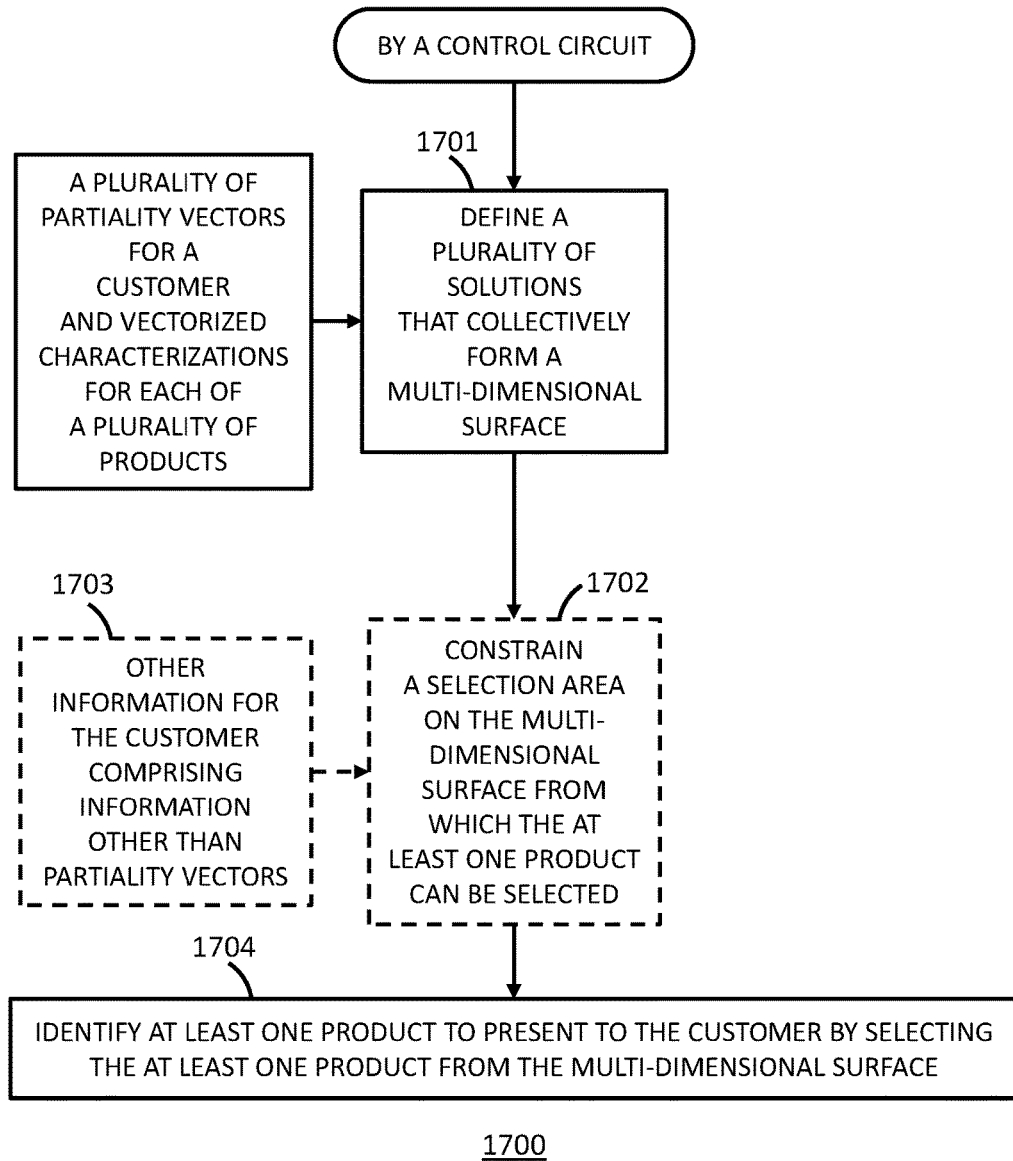 BY A CONTROL CIRCUIT
1701
A PLURALITY OF
PARTIALITY VECTORS
FOR A
CUSTOMER
AND VECTORIZED
CHARACTERIZATIONS
FOR EACH OF
A PLURALITY OF
PRODUCTS
DEFINE A
PLURALITY OF
SOLUTIONS
THAT COLLECTIVELY
FORM A
MULTI-DIMENSIONAL
SURFACE
1703
OTHER
INFORMATION FOR
THE CUSTOMER
COMPRISING
INFORMATION
OTHER THAN
PARTIALITY VECTORS
1702
CONSTRAIN
A SELECTION AREA
ON THE MULTI-
DIMENSIONAL
SURFACE FROM
WHICH THE AT
LEAST ONE PRODUCT
CAN BE SELECTED
1704
IDENTIFY AT LEAST ONE PRODUCT TO PRESENT TO THE CUSTOMER BY SELECTING
THE AT LEAST ONE PRODUCT FROM THE MULTI-DIMENSIONAL SURFACE
1700